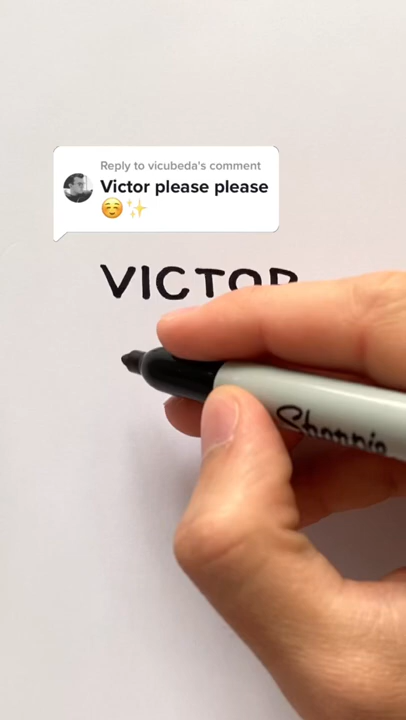 Reply to vicubeda's comment
Victor please please
☺️✨
VICTOR
Sharpie